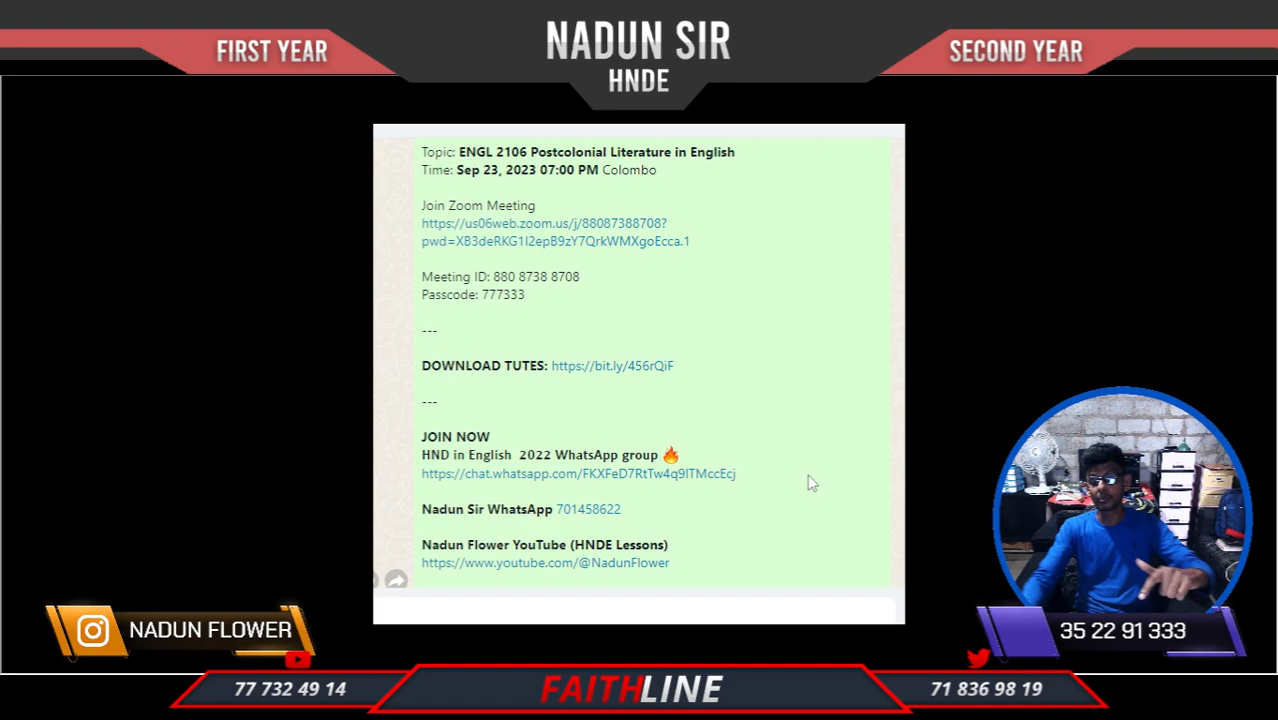 FIRST YEAR
NADUN SIR
HNDE
SECOND YEAR
Topic: ENGL 2106 Postcolonial Literature in English
Time: Sep 23, 2023 07:00 PM Colombo
Join Zoom Meeting
https://us06web.zoom.us/j/88087388708?
pwd=XB3deRKG1I2epB9zY7QrkWMXgoEcca.1
Meeting ID: 880 8738 8708
Passcode: 777333
---
DOWNLOAD TUTES: https://bit.ly/456rQiF
---
JOIN NOW
HND in English 2022 WhatsApp group 🔥
https://chat.whatsapp.com/FKXFeD7RtTw4q9lTMccEcj
Nadun Sir WhatsApp 701458622
Nadun Flower YouTube (HNDE Lessons)
https://www.youtube.com/@NadunFlower
NADUN FLOWER
35 22 91 333
77 732 49 14
FAITHLINE
71 836 98 19